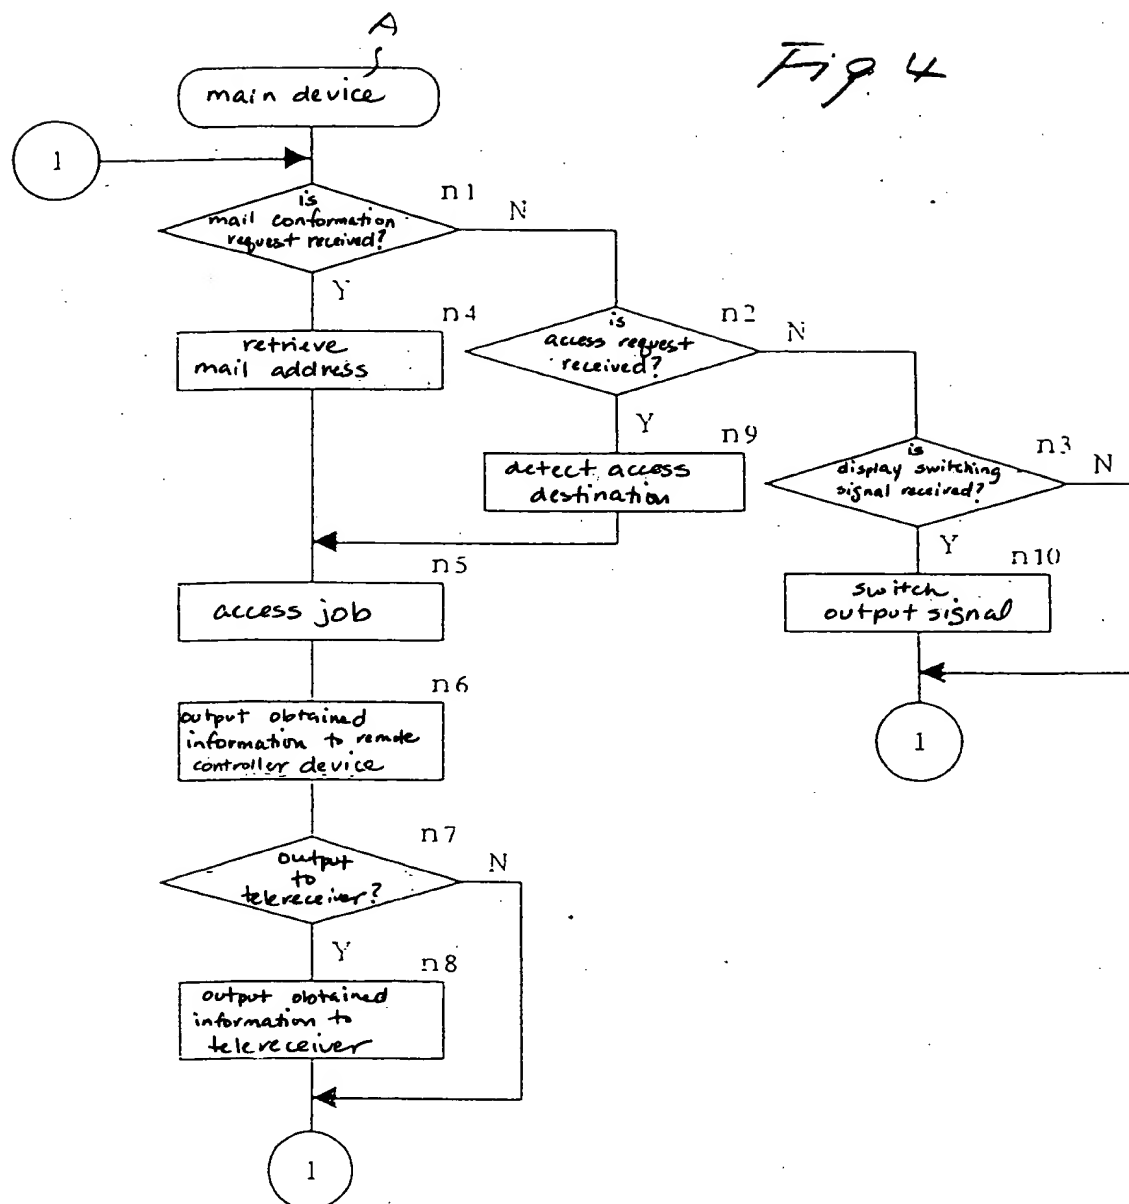 A
Fig. 4
main device
1
n1
is
mail conformation
request received?
N
Y
n4
retrieve
mail address
n2
is
access request
received?
N
Y
n9
detect access
destination
n3
is
display switching
signal received?
N
Y
n10
switch
output signal
1
n5
access job
n6
output obtained
information to remote
controller device
n7
output
to
telereceiver?
N
Y
n8
output obtained
information to
telereceiver
1